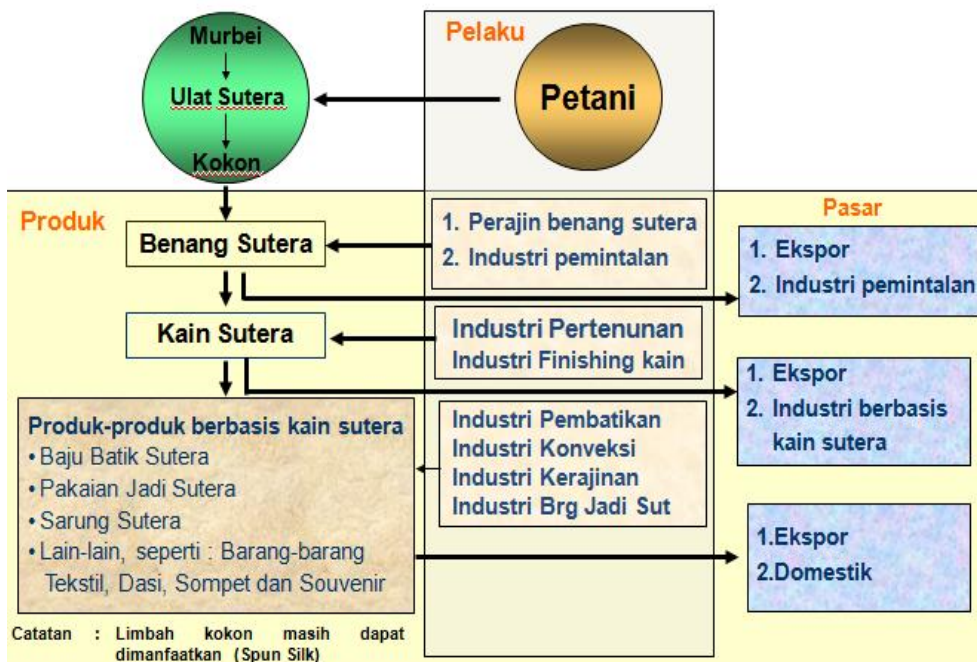 Murbei
Ulat Sutera
Kokon
Pelaku
Petani
Produk
Benang Sutera
1. Perajin benang sutera
2. Industri pemintalan
Pasar
1. Ekspor
2. Industri pemintalan
Kain Sutera
Industri Pertenunan
Industri Finishing kain
1. Ekspor
2. Industri berbasis
kain sutera
Produk-produk berbasis kain sutera
• Baju Batik Sutera
• Pakaian Jadi Sutera
• Sarung Sutera
• Lain-lain, seperti : Barang-barang
Tekstil, Dasi, Sompet dan Souvenir
Industri Pembatikan
Industri Konveksi
Industri Kerajinan
Industri Brg Jadi Sut
1.Ekspor
2.Domestik
Catatan : Limbah kokon masih dapat
dimanfaatkan (Spun Silk)